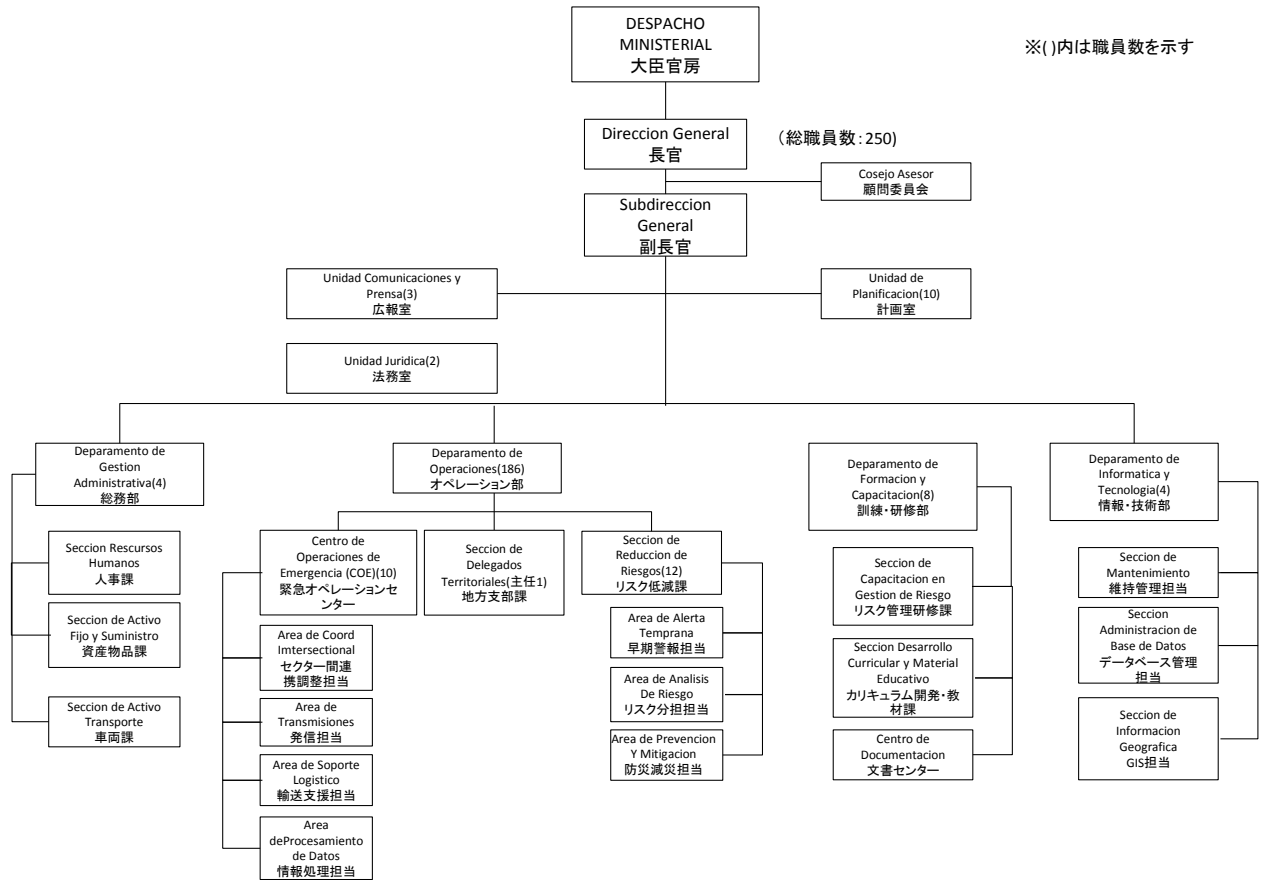 DESPACHO
MINISTERIAL
大臣官房
※( )内は職員数を示す
Direccion General
長官
（総職員数：250)
Cosejo Asesor
顧問委員会
Subdireccion
General
副長官
Unidad Comunicaciones y
Prensa(3)
広報室
Unidad de
Planificacion(10)
計画室
Unidad Juridica(2)
法務室
Deparamento de
Gestion
Administrativa(4)
総務部
Departamento de
Operaciones(186)
オペレーション部
Departamento de
Formacion y
Capacitacion(8)
訓練・研修部
Departamento de
Informatica y
Tecnologia(4)
情報・技術部
Seccion Rescursos
Humanos
人事課
Seccion de Activo
Fijo y Suministro
資産物品課
Seccion de Activo
Transporte
車両課
Centro de
Operaciones de
Emergencia (COE)(10)
緊急オペレーションセ
ンター
Area de Coord
Imtersectional
セクター間連
携調整担当
Area de
Transmisiones
発信担当
Area de Soporte
Logistico
輸送支援担当
Area
deProcesamiento
de Datos
情報処理担当
Seccion de
Delegados
Territoriales(主任1)
地方支部課
Seccion de
Reduccion de
Riesgos(12)
リスク低減課
Area de Alerta
Temprana
早期警報担当
Area de Analisis
De Riesgo
リスク分担担当
Area de Prevencion
Y Mitigacion
防災減災担当
Seccion de
Capacitacion en
Gestion de Riesgo
リスク管理研修課
Seccion Desarrollo
Curricular y Material
Educativo
カリキュラム開発・教
材課
Centro de
Documentacion
文書センター
Seccion de
Mantenimiento
維持管理担当
Seccion
Administracion de
Base de Datos
データベース管理
担当
Seccion de
Informacion
Geografica
GIS担当